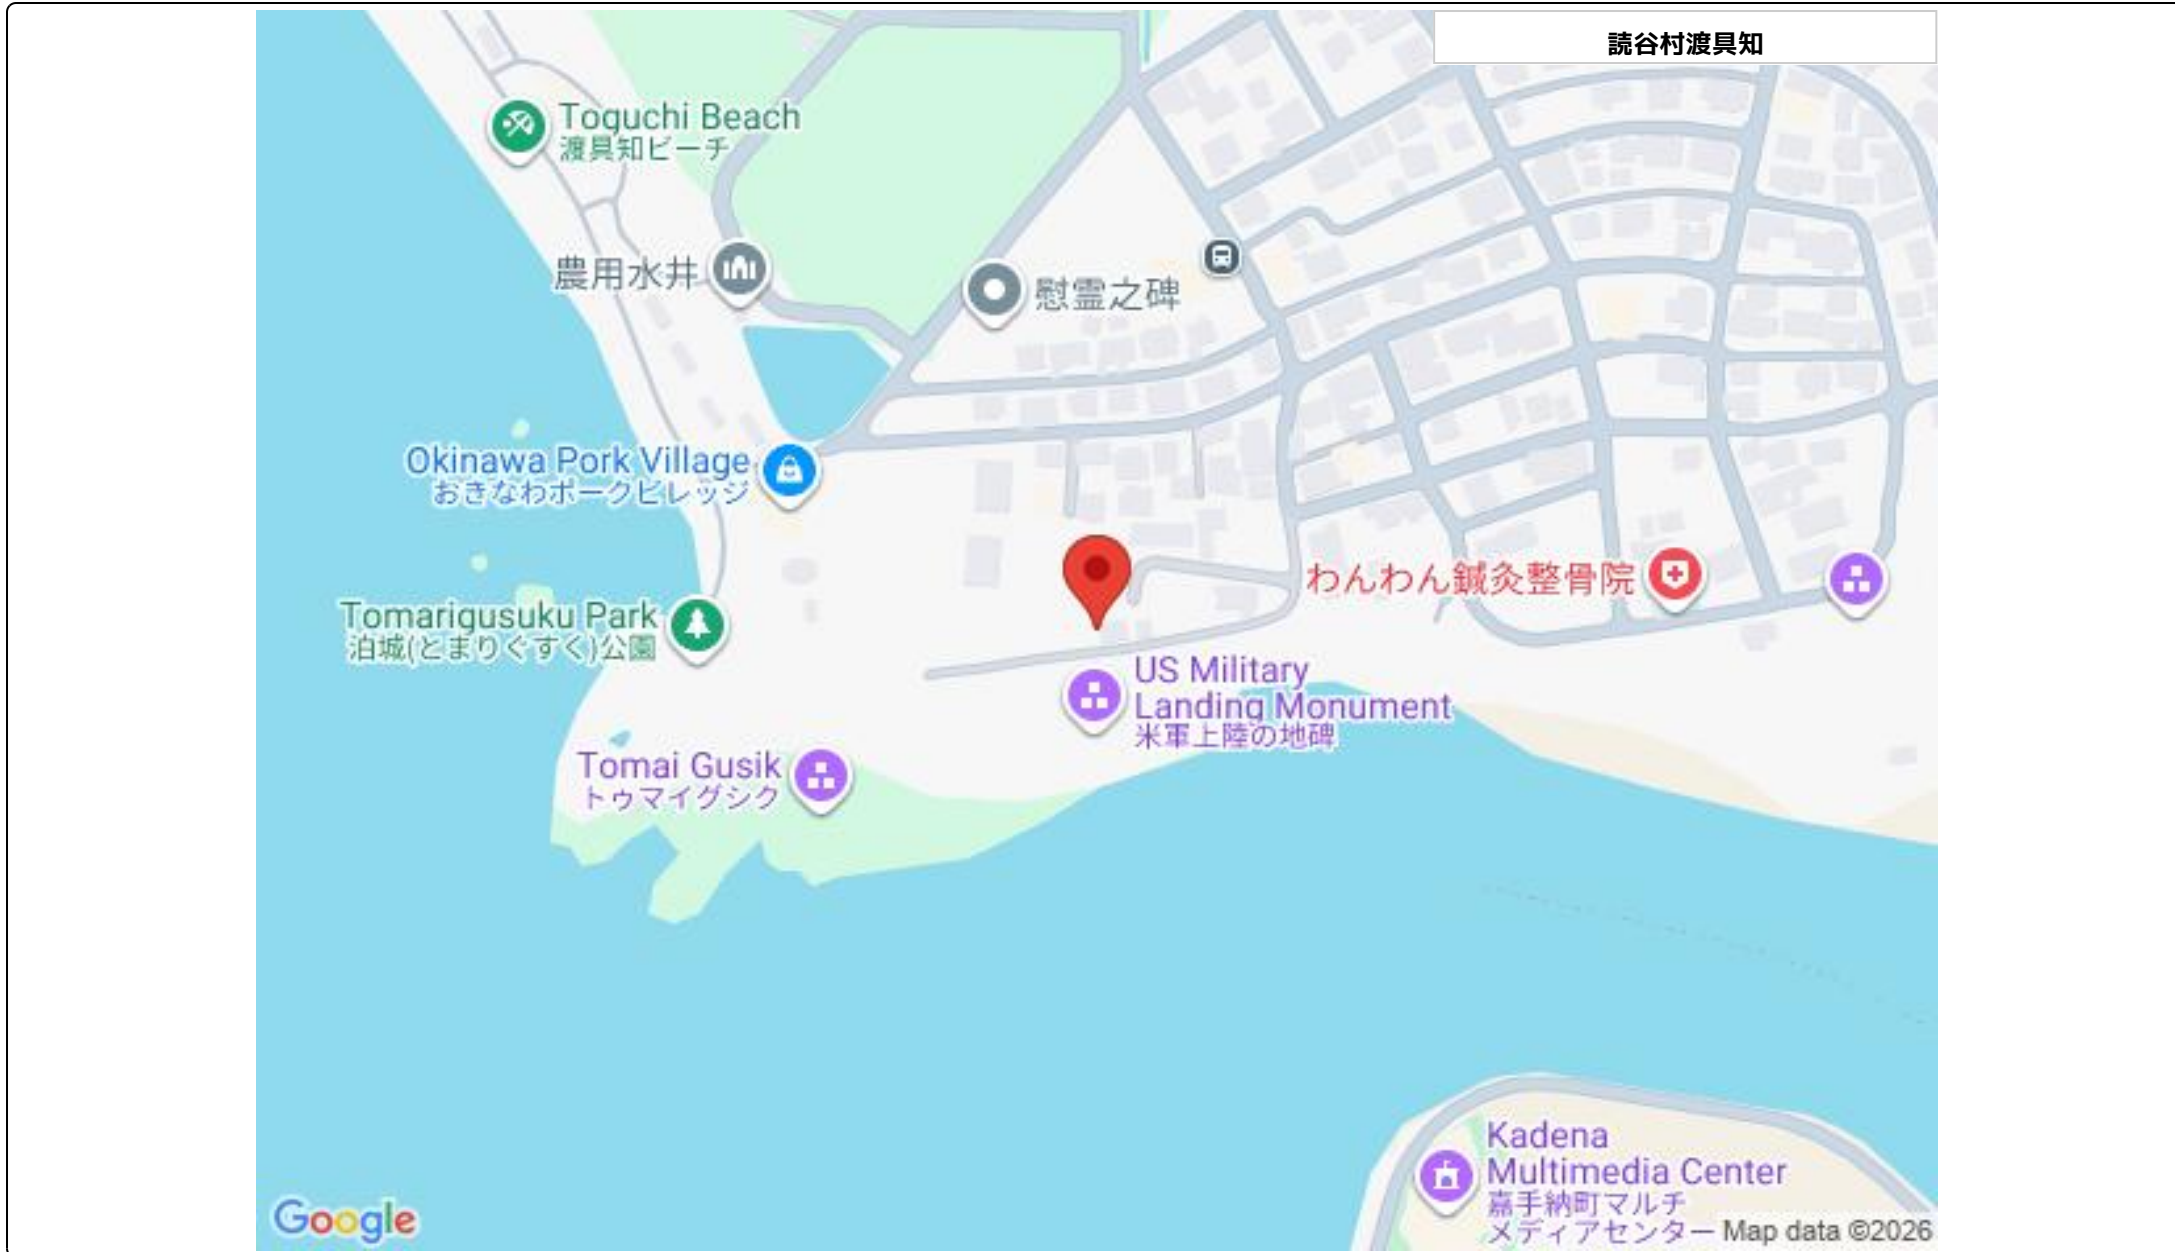 読谷村渡具知
Toguchi Beach
渡具知ビーチ
農用水井
慰霊之碑
Okinawa Pork Village
おきなわポークビレッジ
わんわん鍼灸整骨院
Tomarigusuku Park
泊城(とまりぐすく)公園
US Military
Landing Monument
米軍上陸の地碑
Tomai Gusik
トゥマイグシク
Kadena
Multimedia Center
嘉手納町マルチ
メディアセンター
Google
Map data ©2026